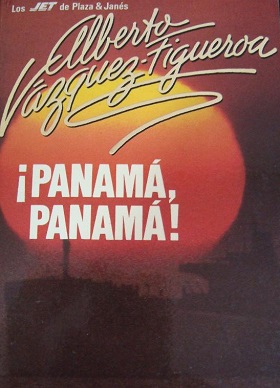 Los JET de Plaza & Janés
Alberto
Vázquez-Figueroa
¡PANAMÁ,
PANAMÁ!